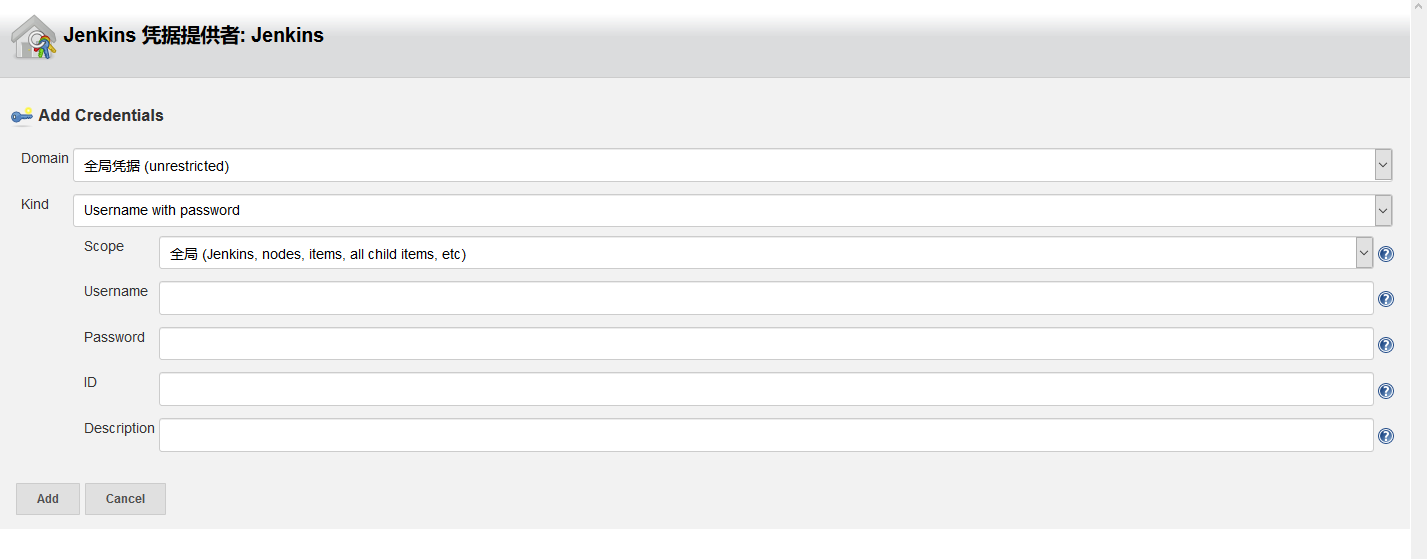 Jenkins 凭据提供者: Jenkins
Add Credentials
Domain 全局凭据 (unrestricted)
Kind Username with password
Scope 全局 (Jenkins, nodes, items, all child items, etc)
Username
Password
ID
Description
Add Cancel